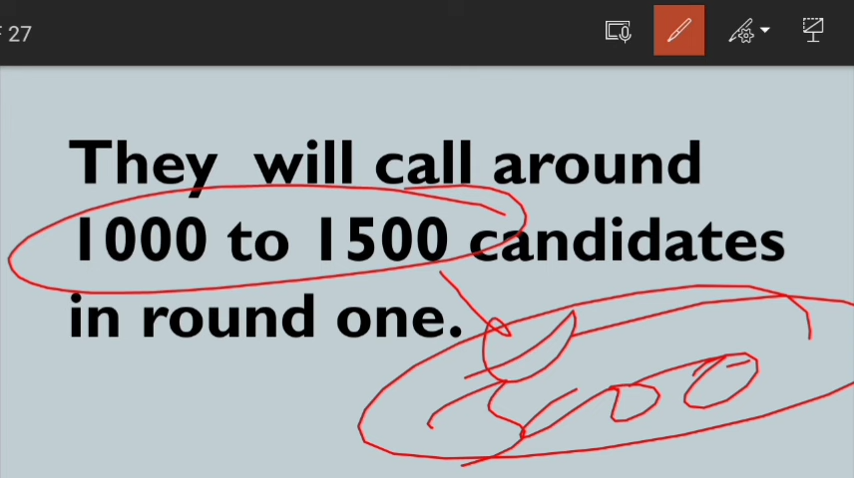 27
They will call around
1000 to 1500 candidates
in round one.